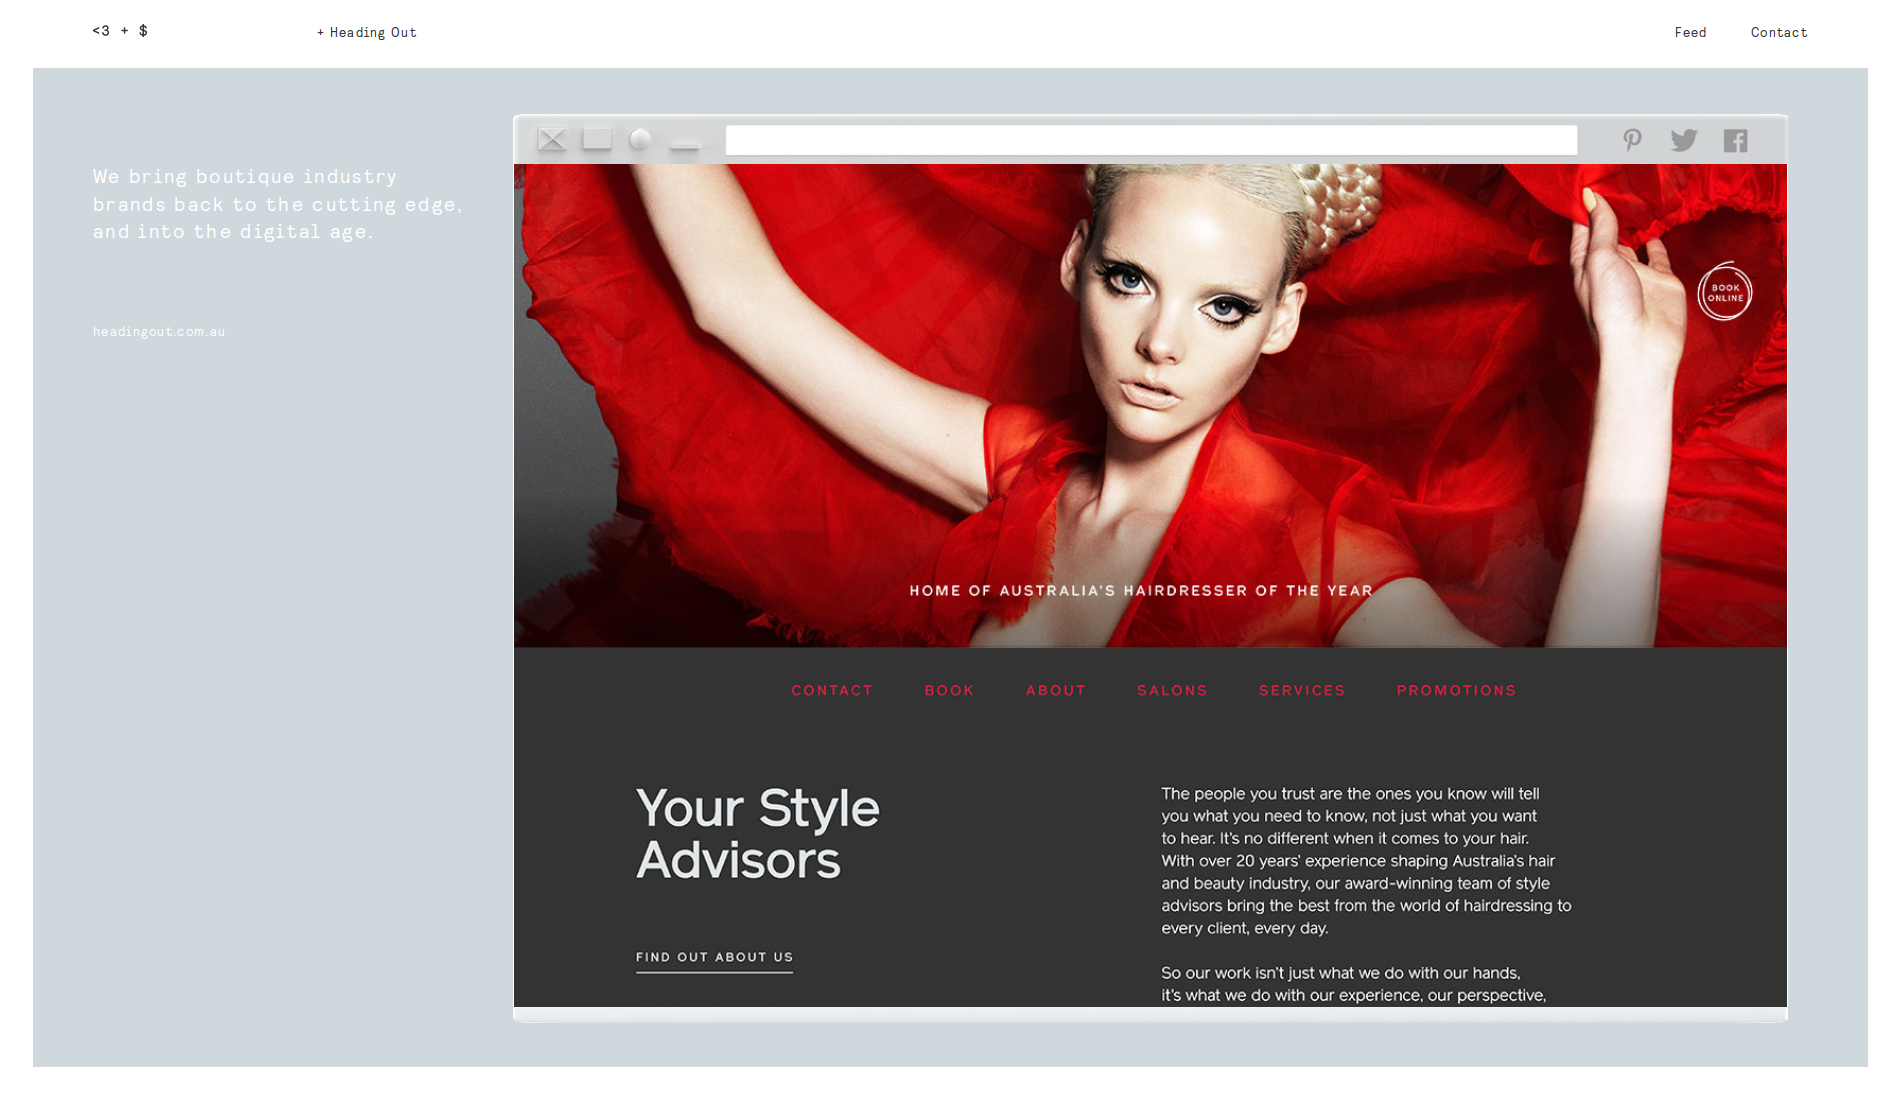 <3 + $
+ Heading Out
Feed
Contact
We bring boutique industry
brands back to the cutting edge,
and into the digital age.
headingout.com.au
BOOK
ONLINE
HOME OF AUSTRALIA'S HAIRDRESSER OF THE YEAR
CONTACT
BOOK
ABOUT
SALONS
SERVICES
PROMOTIONS
Your Style
Advisors
FIND OUT ABOUT US
The people you trust are the ones you know will tell
you what you need to know, not just what you want
to hear. It's no different when it comes to your hair.
With over 20 years' experience shaping Australia's hair
and beauty industry, our award-winning team of style
advisors bring the best from the world of hairdressing to
every client, every day.
So our work isn't just what we do with our hands,
it's what we do with our experience, our perspective,